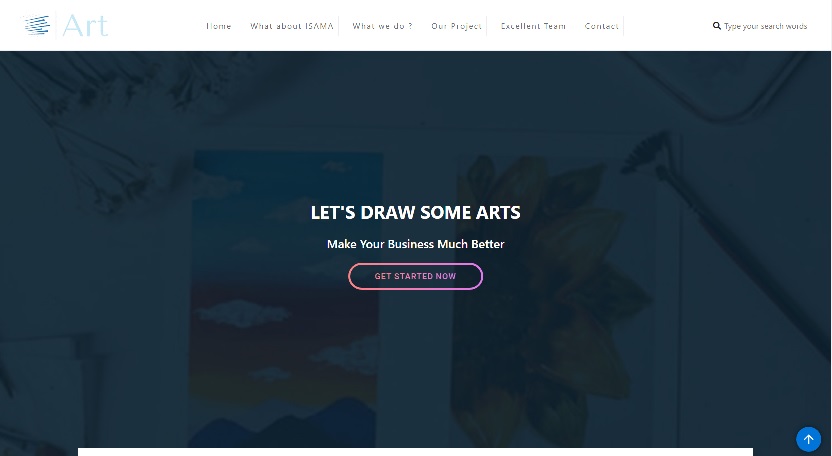 Art
Home What about ISAMA What we do ? Our Project Excellent Team Contact Type your search words
LET'S DRAW SOME ARTS
Make Your Business Much Better
GET STARTED NOW